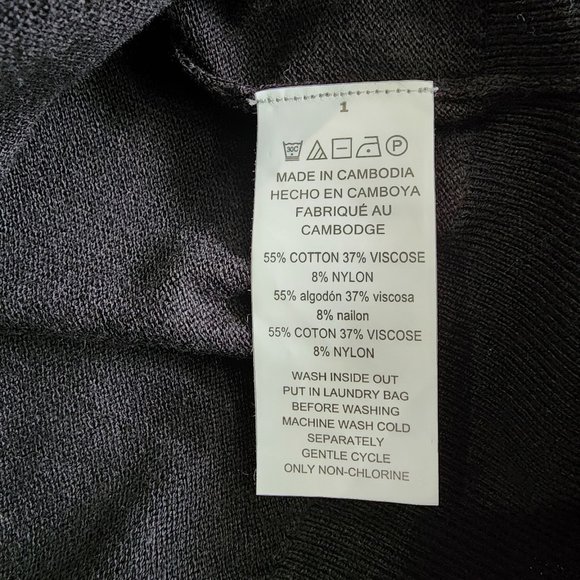 1
30C P
MADE IN CAMBODIA
HECHO EN CAMBOYA
FABRIQUÉ AU
CAMBODGE
55% COTTON 37% VISCOSE
8% NYLON
55% algodón 37% viscosa
8% nailon
55% COTON 37% VISCOSE
8% NYLON
WASH INSIDE OUT
PUT IN LAUNDRY BAG
BEFORE WASHING
MACHINE WASH COLD
SEPARATELY
GENTLE CYCLE
ONLY NON-CHLORINE